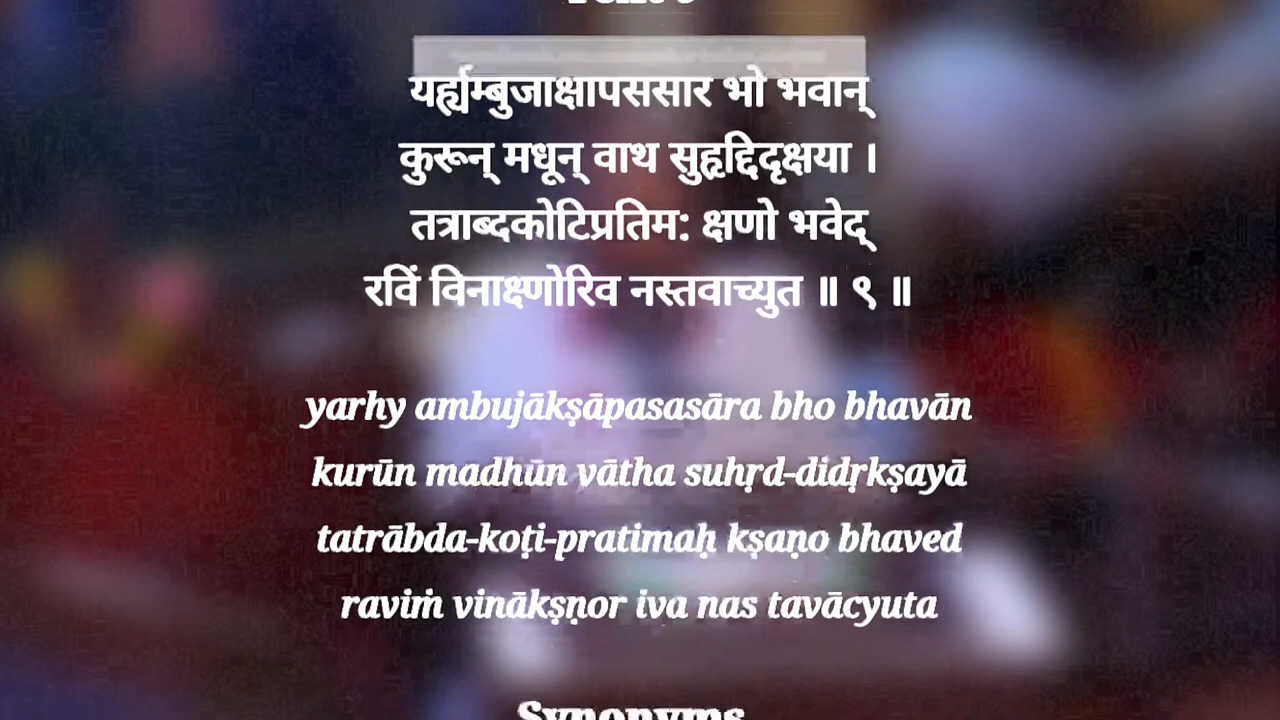 यर्ह्यम्बुजाक्षापससार भो भवान्
कुरून् मधून् वाथ सुहृद्दिदृक्षया ।
तत्राब्दकोटिप्रतिम: क्षणो भवेद्
रविं विनाक्ष्णोरिव नस्तवाच्युत ॥ ९ ॥
yarhy ambujākṣāpasasāra bho bhavān
kurūn madhūn vātha suhṛd-didṛkṣayā
tatrābda-koṭi-pratimaḥ kṣaṇo bhaved
raviṁ vinākṣṇor iva nas tavācyuta
Synonyms